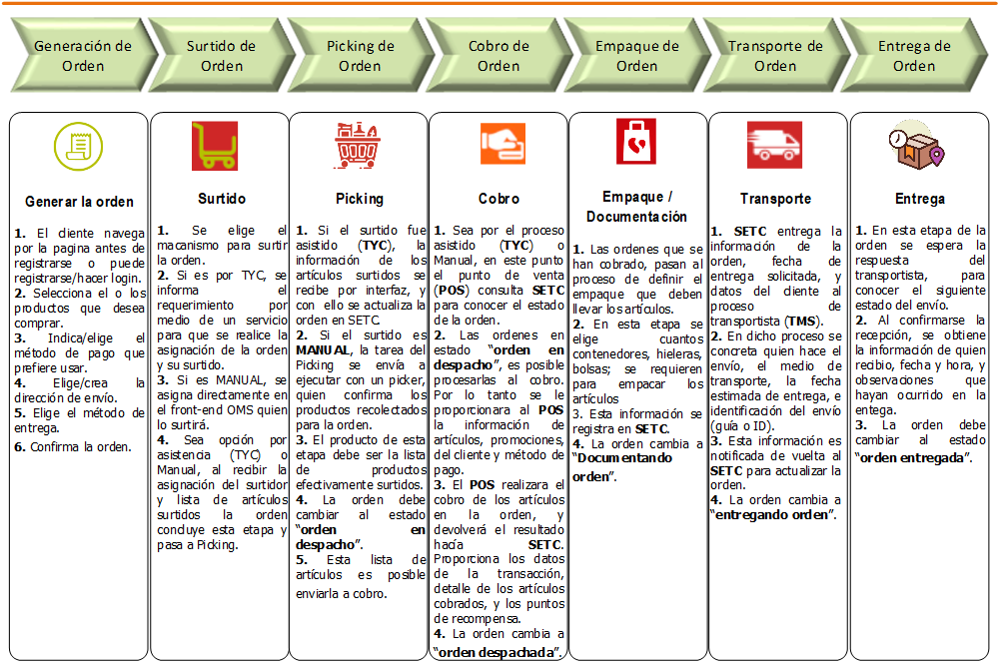 Generación de
Orden
Surtido de
Orden
Picking de
Orden
Cobro de
Orden
Empaque de
Orden
Transporte de
Orden
Entrega de
Orden
Generar la orden
1. El cliente navega
por la pagina antes de
registrarse o puede
registrarse/hacer login.
2. Selecciona el o los
productos que desea
comprar.
3. Indica/elige el
método de pago que
prefiere usar.
4. Elige/crea la
dirección de envío.
5. Elige el método de
entrega.
6. Confirma la orden.
Surtido
1. Se elige el
macanismo para surtir
la orden.
2. Si es por TYC, se
informa el
requerimiento por
medio de un servicio
para que se realice la
asignación de la orden
y su surtido.
3. Si es MANUAL, se
asigna directamente en
el front-end OMS quien
lo surtirá.
4. Sea opción por
asistencia (TYC) o
Manual, al recibir la
asignación del surtidor
y lista de artículos
surtidos la orden
concluye esta etapa y
pasa a Picking.
Picking
1. Si el surtido fue
asistido (TYC), la
información de los
artículos surtidos se
recibe por interfaz, y
con ello se actualiza la
orden en SETC.
2. Si el surtido es
MANUAL, la tarea del
Picking se envía a
ejecutar con un picker,
quien confirma los
productos recolectados
para la orden.
3. El producto de esta
etapa debe ser la lista
de productos
efectivamente surtidos.
4. La orden debe
cambiar al estado
“orden en
despacho”.
5. Esta lista de
artículos es posible
enviarla a cobro.
Cobro
1. Sea por el proceso
asistido (TYC) o
Manual, en este punto
el punto de venta
(POS) consulta SETC
para conocer el estado
de la orden.
2. Las ordenes en
estado “orden en
despacho”, es posible
procesarlas al cobro.
Por lo tanto se le
proporcionara al POS
la información de
artículos, promociones,
del cliente y método de
pago.
3. El POS realizara el
cobro de los artículos
en la orden, y
devolverá el resultado
hacía SETC.
Proporciona los datos
de la transacción,
detalle de los artículos
cobrados, y los puntos
de recompensa.
4. La orden cambia a
“orden despachada”.
Empaque /
Documentación
1. Las ordenes que se
han cobrado, pasan al
proceso de definir el
empaque que deben
llevar los artículos.
2. En esta etapa se
elige cuantos
contenedores, hieleras,
bolsas; se requieren
para empacar los
artículos
3. Esta información se
registra en SETC.
4. La orden cambia a
“Documentando
orden”.
Transporte
1. SETC entrega la
información de la
orden, fecha de
entrega solicitada, y
datos del cliente al
proceso de
transportista (TMS).
2. En dicho proceso se
concreta quien hace el
envío, el medio de
transporte, la fecha
estimada de entrega, e
identificación del envío
(guía o ID).
3. Esta información es
notificada de vuelta al
SETC para actualizar la
orden.
4. La orden cambia a
“entregando orden”.
Entrega
1. En esta etapa de la
orden se espera la
respuesta del
transportista, para
conocer el siguiente
estado del envío.
2. Al confirmarse la
recepción, se obtiene
la información de quien
recibio, fecha y hora, y
observaciones que
hayan ocurrido en la
entega.
3. La orden debe
cambiar al estado
“orden entregada”.